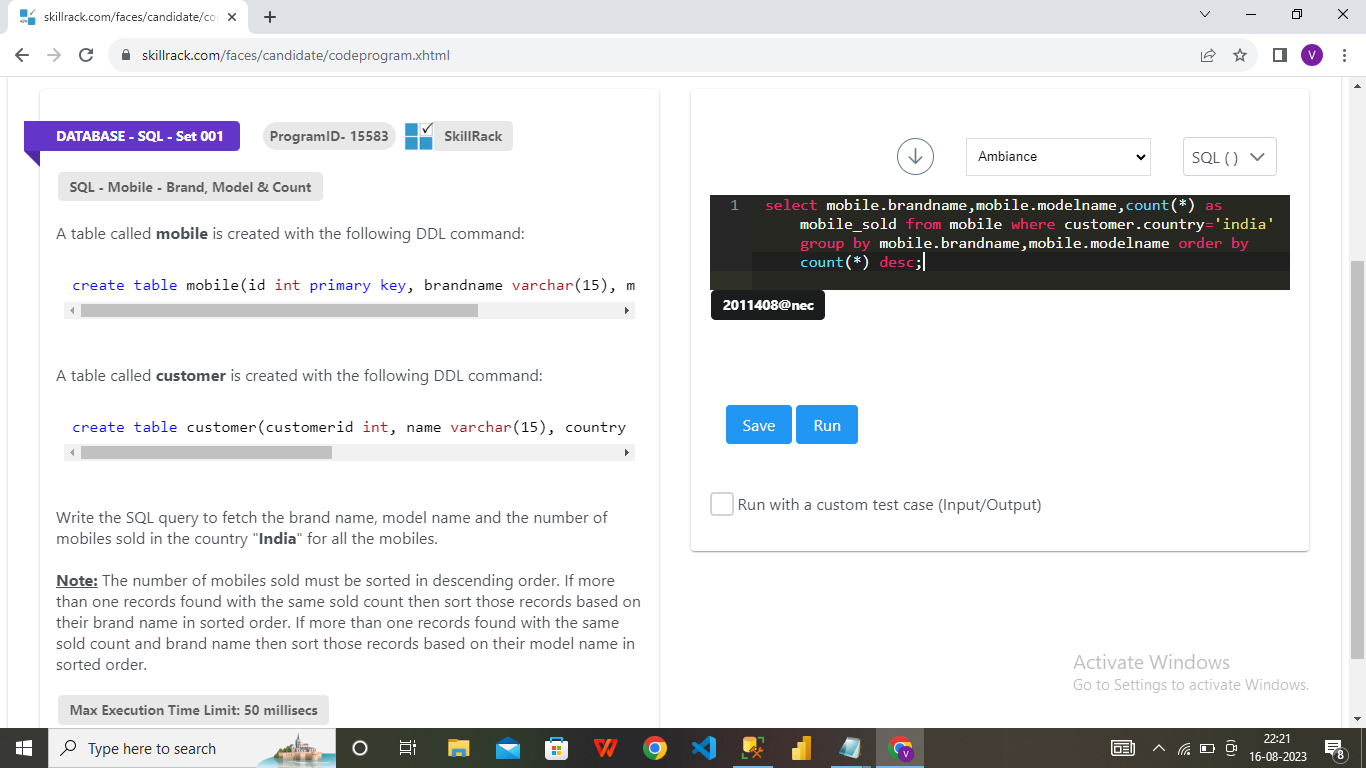 skillrack.com/faces/candidate/co
skillrack.com/faces/candidate/codeprogram.xhtml
V
DATABASE - SQL - Set 001
ProgramID- 15583
SkillRack
SQL - Mobile - Brand, Model & Count
A table called mobile is created with the following DDL command:
create table mobile(id int primary key, brandname varchar(15), m
A table called customer is created with the following DDL command:
create table customer(customerid int, name varchar(15), country
Write the SQL query to fetch the brand name, model name and the number of
mobiles sold in the country "India" for all the mobiles.
Note: The number of mobiles sold must be sorted in descending order. If more
than one records found with the same sold count then sort those records based on
their brand name in sorted order. If more than one records found with the same
sold count and brand name then sort those records based on their model name in
sorted order.
Max Execution Time Limit: 50 millisecs
Ambiance
SQL ( )
1 select mobile.brandname,mobile.modelname,count(*) as
mobile_sold from mobile where customer.country='india'
group by mobile.brandname,mobile.modelname order by
count(*) desc;
2011408@nec
Save
Run
Run with a custom test case (Input/Output)
Activate Windows
Go to Settings to activate Windows.
Type here to search
22:21
16-08-2023
8